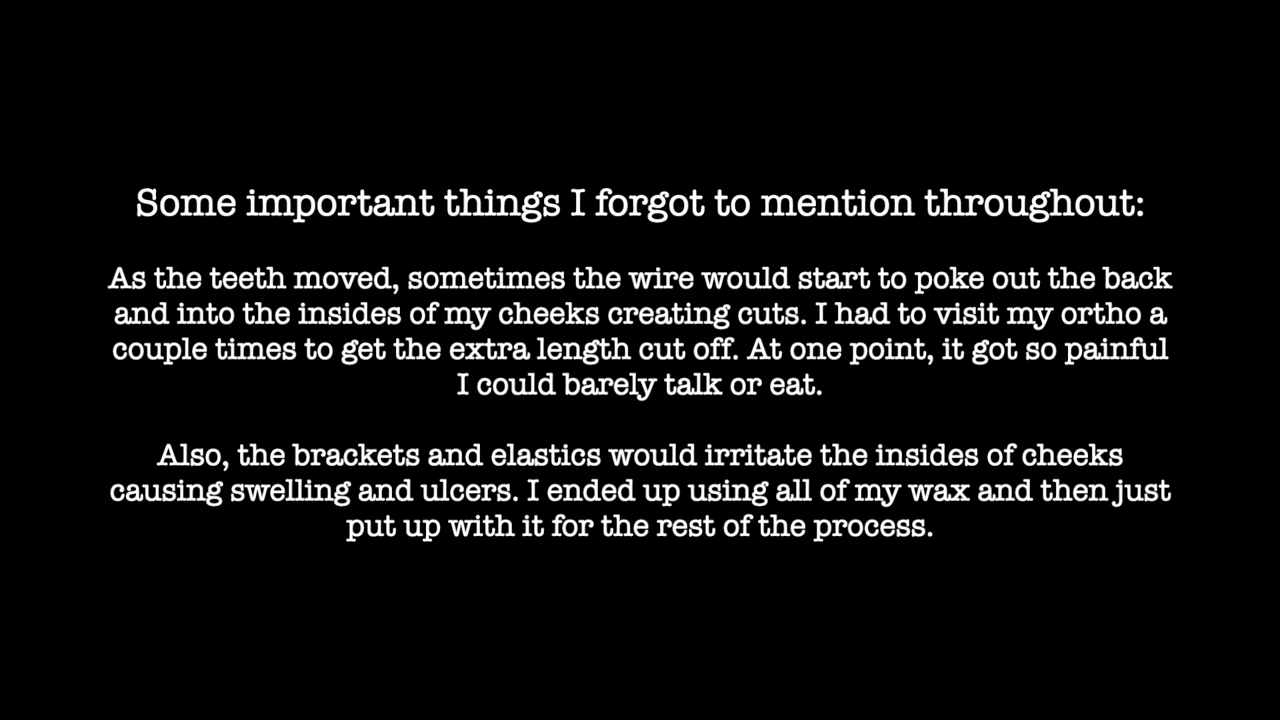 Some important things I forgot to mention throughout:
As the teeth moved, sometimes the wire would start to poke out the back
and into the insides of my cheeks creating cuts. I had to visit my ortho a
couple times to get the extra length cut off. At one point, it got so painful
I could barely talk or eat.
Also, the brackets and elastics would irritate the insides of cheeks
causing swelling and ulcers. I ended up using all of my wax and then just
put up with it for the rest of the process.